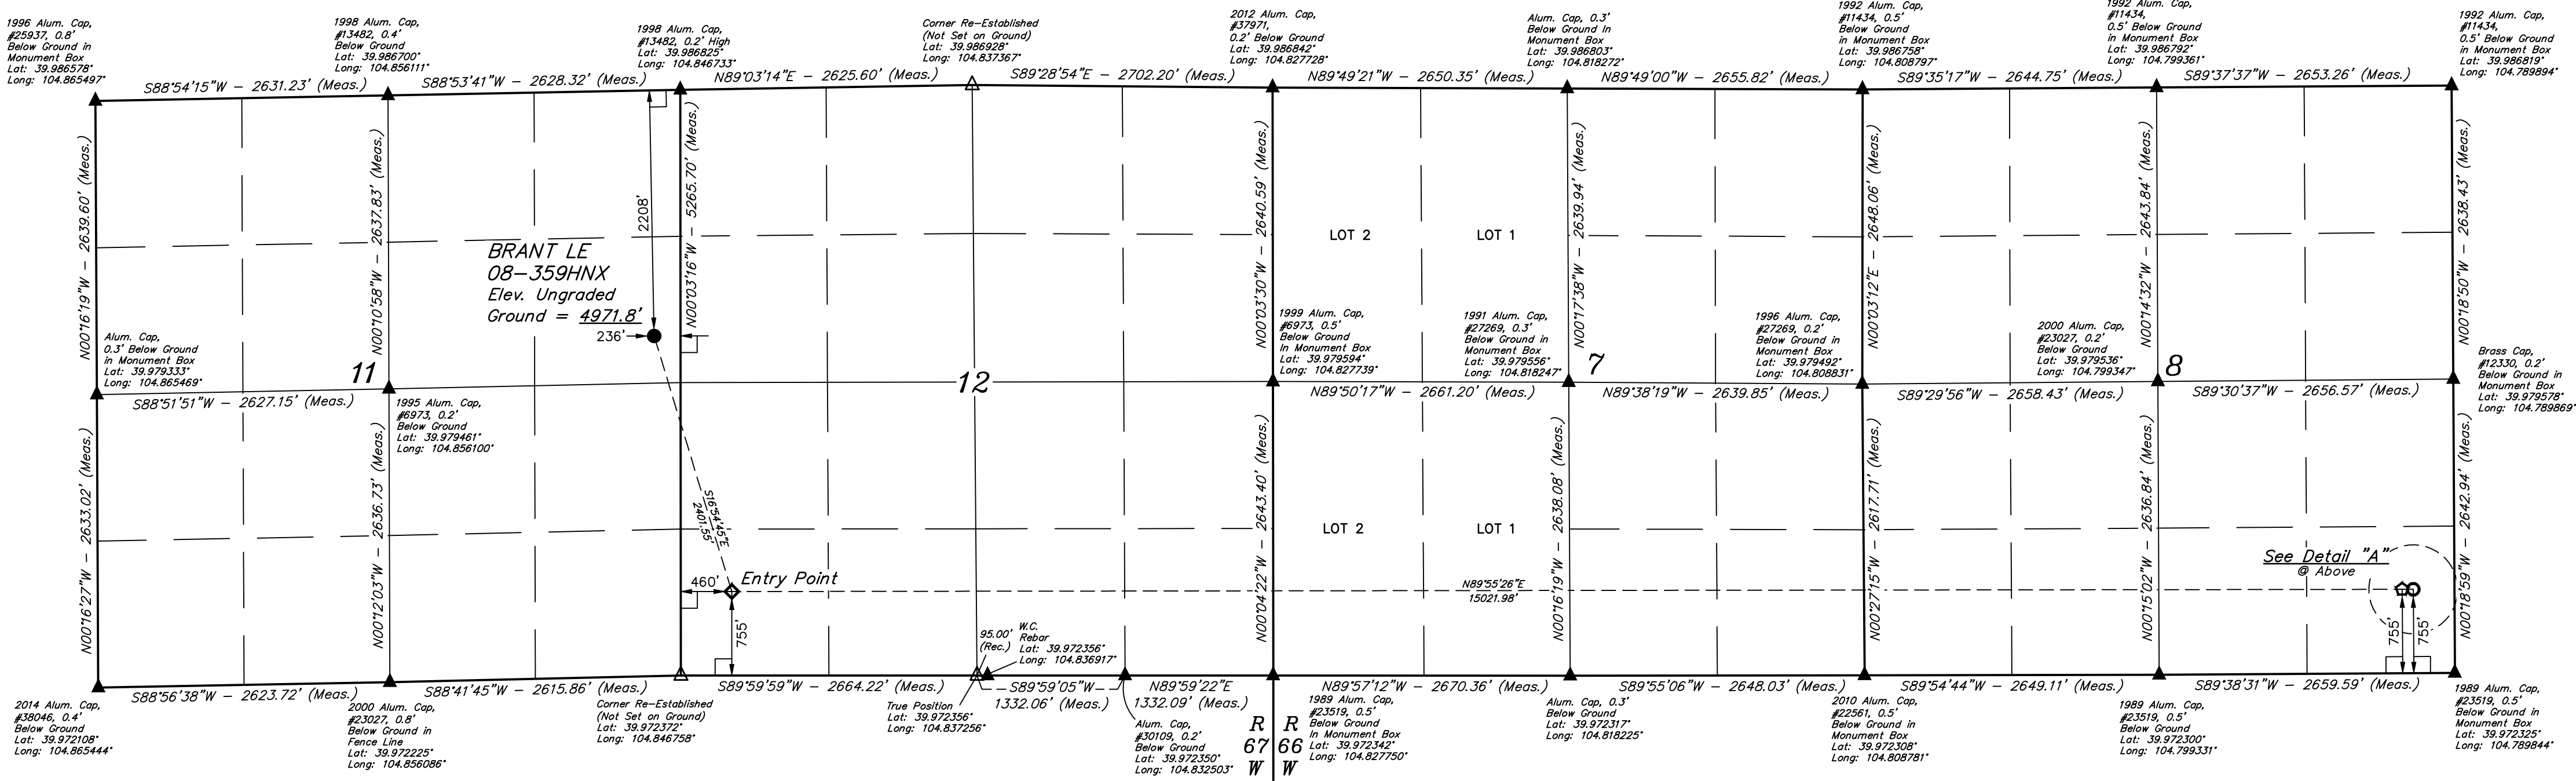 1996 Alum. Cap,
#25937, 0.8'
Below Ground in
Monument Box
Lat: 39.986578°
Long: 104.865497°
1998 Alum. Cap,
#13482, 0.4'
Below Ground
Lat: 39.986700°
Long: 104.856111°
1998 Alum. Cap,
#13482, 0.2' High
Lat: 39.986825°
Long: 104.846733°
Corner Re-Established
(Not Set on Ground)
Lat: 39.986928°
Long: 104.837367°
2012 Alum. Cap,
#37971,
0.2' Below Ground
Lat: 39.986842°
Long: 104.827728°
Alum. Cap, 0.3'
Below Ground In
Monument Box
Lat: 39.986803°
Long: 104.818272°
1992 Alum. Cap,
#11434, 0.5'
Below Ground
in Monument Box
Lat: 39.986758°
Long: 104.808797°
1992 Alum. Cap,
#11434,
0.5' Below Ground
in Monument Box
Lat: 39.986792°
Long: 104.799361°
1992 Alum. Cap,
#11434,
0.5' Below Ground
in Monument Box
Lat: 39.986819°
Long: 104.789894°
S88°54'15"W - 2631.23' (Meas.)
S88°53'41"W - 2628.32' (Meas.)
N89°03'14"E - 2625.60' (Meas.)
S89°28'54"E - 2702.20' (Meas.)
N89°49'21"W - 2650.35' (Meas.)
N89°49'00"W - 2655.82' (Meas.)
S89°35'17"W - 2644.75' (Meas.)
S89°37'37"W - 2653.26' (Meas.)
N00°16'19"W - 2639.60' (Meas.)
N00°10'58"W - 2637.83' (Meas.)
2208'
N00°03'16"W - 5265.70' (Meas.)
N00°03'30"W - 2640.59' (Meas.)
N00°17'38"W - 2639.94' (Meas.)
N00°03'12"E - 2648.06' (Meas.)
N00°14'32"W - 2643.84' (Meas.)
N00°18'50"W - 2638.43' (Meas.)
LOT 2
LOT 1
BRANT LE
08-359HNX
Elev. Ungraded
Ground = 4971.8'
236'
Alum. Cap,
0.3' Below Ground
in Monument Box
Lat: 39.979333°
Long: 104.865469°
11
12
7
8
1999 Alum. Cap,
#6973, 0.5'
Below Ground
In Monument Box
Lat: 39.979594°
Long: 104.827739°
1991 Alum. Cap,
#27269, 0.3'
Below Ground in
Monument Box
Lat: 39.979556°
Long: 104.818247°
1996 Alum. Cap,
#27269, 0.2'
Below Ground in
Monument Box
Lat: 39.979492°
Long: 104.808831°
2000 Alum. Cap,
#23027, 0.2'
Below Ground
Lat: 39.979536°
Long: 104.799347°
Brass Cap,
#12330, 0.2'
Below Ground in
Monument Box
Lat: 39.979578°
Long: 104.789869°
S88°51'51"W - 2627.15' (Meas.)
1995 Alum. Cap,
#6973, 0.2'
Below Ground
Lat: 39.979461°
Long: 104.856100°
N89°50'17"W - 2661.20' (Meas.)
N89°38'19"W - 2639.85' (Meas.)
S89°29'56"W - 2658.43' (Meas.)
S89°30'37"W - 2656.57' (Meas.)
N00°16'27"W - 2633.02' (Meas.)
N00°12'03"W - 2636.73' (Meas.)
S16°54'45"E
2401.55'
N00°04'22"W - 2643.40' (Meas.)
N00°16'19"W - 2638.08' (Meas.)
N00°27'15"W - 2617.71' (Meas.)
N00°15'02"W - 2636.84' (Meas.)
N00°18'59"W - 2642.94' (Meas.)
LOT 2
LOT 1
See Detail "A"
@ Above
460'
Entry Point
755'
N89°55'26"E
15021.98'
755'
755'
95.00'
(Rec.)
W.C.
Rebar
Lat: 39.972356°
Long: 104.836917°
S88°56'38"W - 2623.72' (Meas.)
S88°41'45"W - 2615.86' (Meas.)
S89°59'59"W - 2664.22' (Meas.)
S89°59'05"W
1332.06' (Meas.)
N89°59'22"E
1332.09' (Meas.)
N89°57'12"W - 2670.36' (Meas.)
S89°55'06"W - 2648.03' (Meas.)
S89°54'44"W - 2649.11' (Meas.)
S89°38'31"W - 2659.59' (Meas.)
2014 Alum. Cap,
#38046, 0.4'
Below Ground
Lat: 39.972108°
Long: 104.865444°
2000 Alum. Cap,
#23027, 0.8'
Below Ground in
Fence Line
Lat: 39.972225°
Long: 104.856086°
Corner Re-Established
(Not Set on Ground)
Lat: 39.972372°
Long: 104.846758°
True Position
Lat: 39.972356°
Long: 104.837256°
Alum. Cap,
#30109, 0.2'
Below Ground
Lat: 39.972350°
Long: 104.832503°
R R
67 66
W W
1989 Alum. Cap,
#23519, 0.5'
Below Ground
In Monument Box
Lat: 39.972342°
Long: 104.827750°
Alum. Cap, 0.3'
Below Ground
Lat: 39.972317°
Long: 104.818225°
2010 Alum. Cap,
#22561, 0.5'
Below Ground in
Monument Box
Lat: 39.972308°
Long: 104.808781°
1989 Alum. Cap,
#23519, 0.5'
Below Ground
Lat: 39.972300°
Long: 104.799331°
1989 Alum. Cap,
#23519, 0.5'
Below Ground in
Monument Box
Lat: 39.972325°
Long: 104.789844°